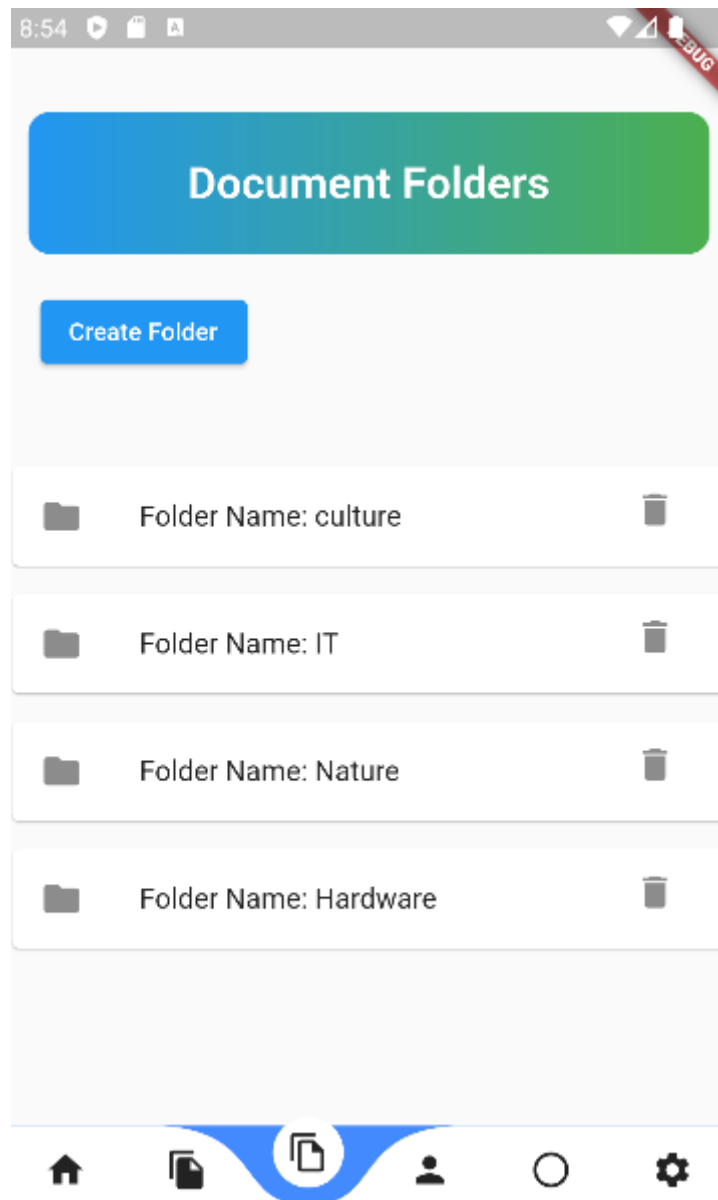 8:54
DEBUG
Document Folders
Create Folder
Folder Name: culture
Folder Name: IT
Folder Name: Nature
Folder Name: Hardware